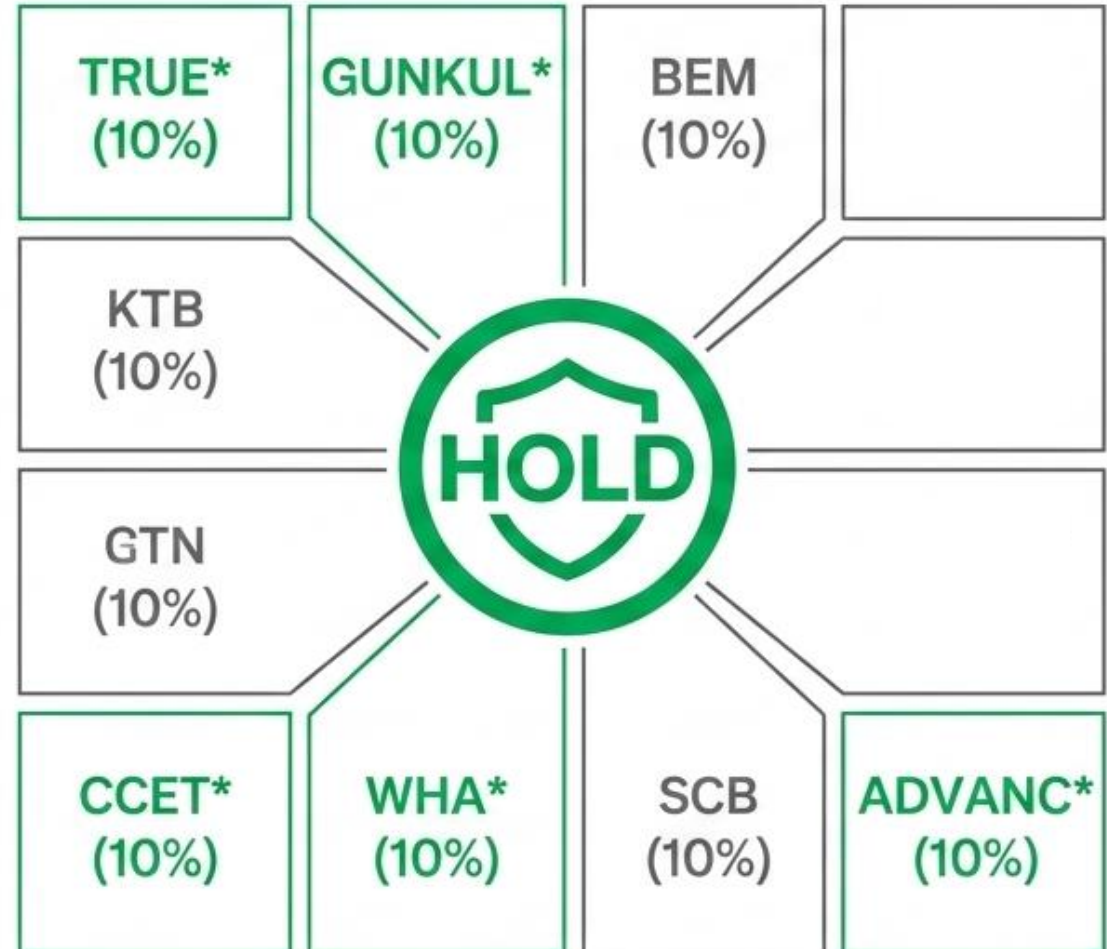 TRUE*
(10%)
GUNKUL*
(10%)
BEM
(10%)
KTB
(10%)
HOLD
GTN
(10%)
CCET*
(10%)
WHA*
(10%)
SCB
(10%)
ADVANC*
(10%)